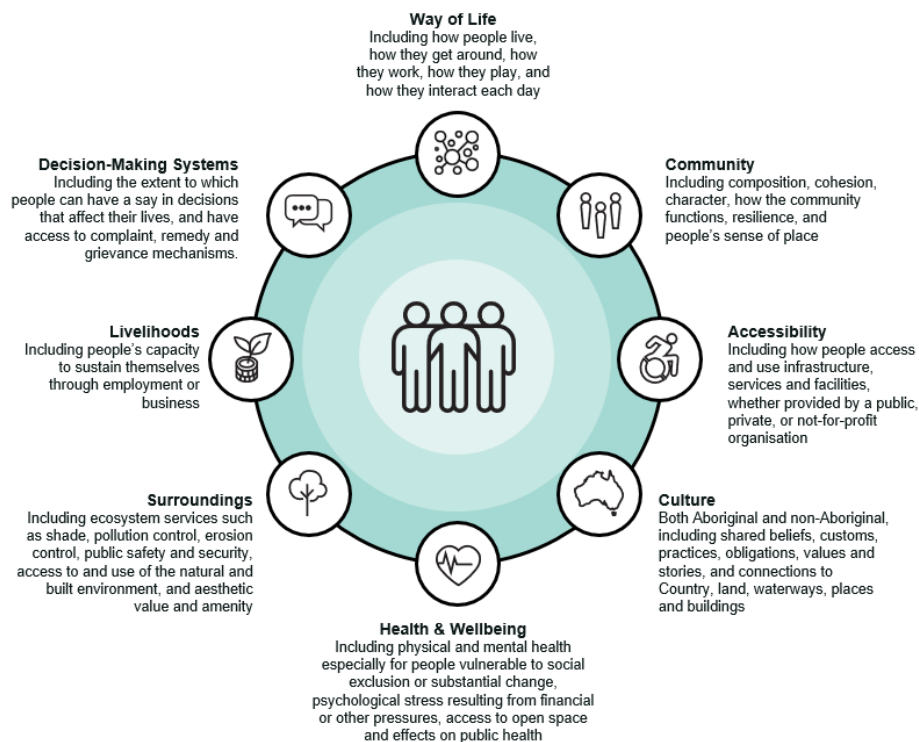 Way of Life
Including how people live,
how they get around, how
they work, how they play, and
how they interact each day
Community
Including composition, cohesion,
character, how the community
functions, resilience, and
people's sense of place
Accessibility
Including how people access
and use infrastructure,
services and facilities,
whether provided by a public,
private, or not-for-profit
organisation
Culture
Both Aboriginal and non-Aboriginal,
including shared beliefs, customs,
practices, obligations, values and
stories, and connections to
Country, land, waterways, places
and buildings
Health & Wellbeing
Including physical and mental health
especially for people vulnerable to social
exclusion or substantial change,
psychological stress resulting from financial
or other pressures, access to open space
and effects on public health
Surroundings
Including ecosystem services such
as shade, pollution control, erosion
control, public safety and security,
access to and use of the natural and
built environment, and aesthetic
value and amenity
Livelihoods
Including people's capacity
to sustain themselves
through employment or
business
Decision-Making Systems
Including the extent to which
people can have a say in decisions
that affect their lives, and have
access to complaint, remedy and
grievance mechanisms.